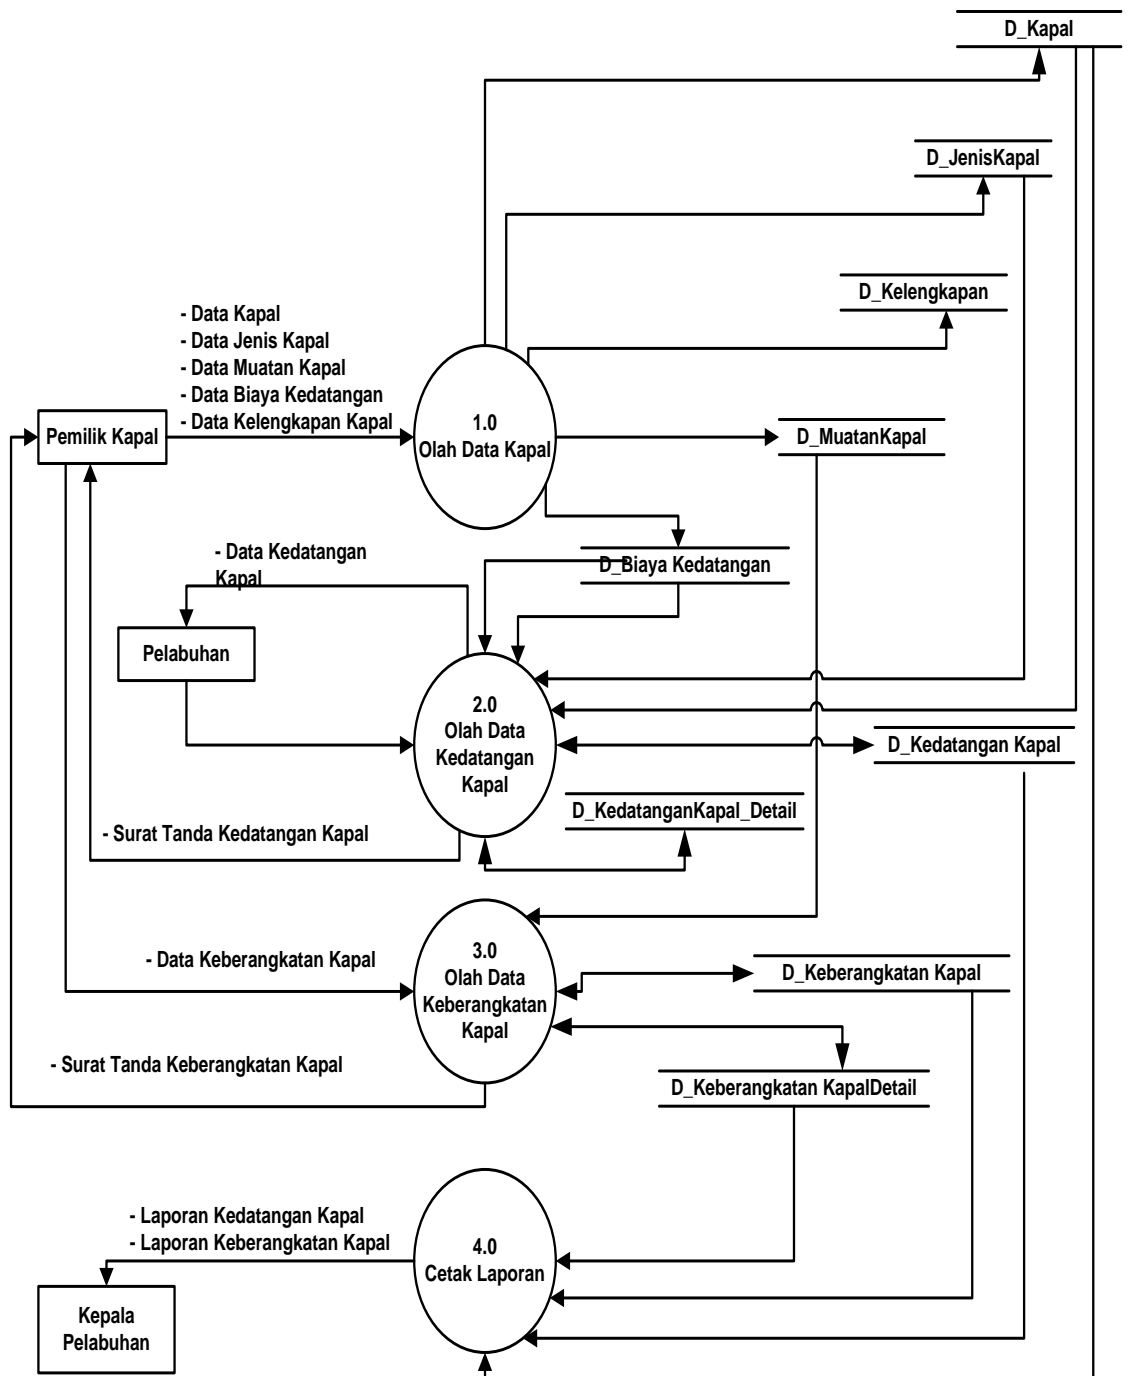 D_Kapal
D_JenisKapal
D_Kelengkapan
- Data Kapal
- Data Jenis Kapal
- Data Muatan Kapal
- Data Biaya Kedatangan
- Data Kelengkapan Kapal
Pemilik Kapal
1.0
Olah Data Kapal
D_MuatanKapal
- Data Kedatangan
Kapal
D_Biaya Kedatangan
Pelabuhan
2.0
Olah Data
Kedatangan
Kapal
D_Kedatangan Kapal
D_KedatanganKapal_Detail
- Surat Tanda Kedatangan Kapal
3.0
Olah Data
Keberangkatan
Kapal
- Data Keberangkatan Kapal
D_Keberangkatan Kapal
- Surat Tanda Keberangkatan Kapal
D_Keberangkatan KapalDetail
- Laporan Kedatangan Kapal
- Laporan Keberangkatan Kapal
4.0
Cetak Laporan
Kepala
Pelabuhan